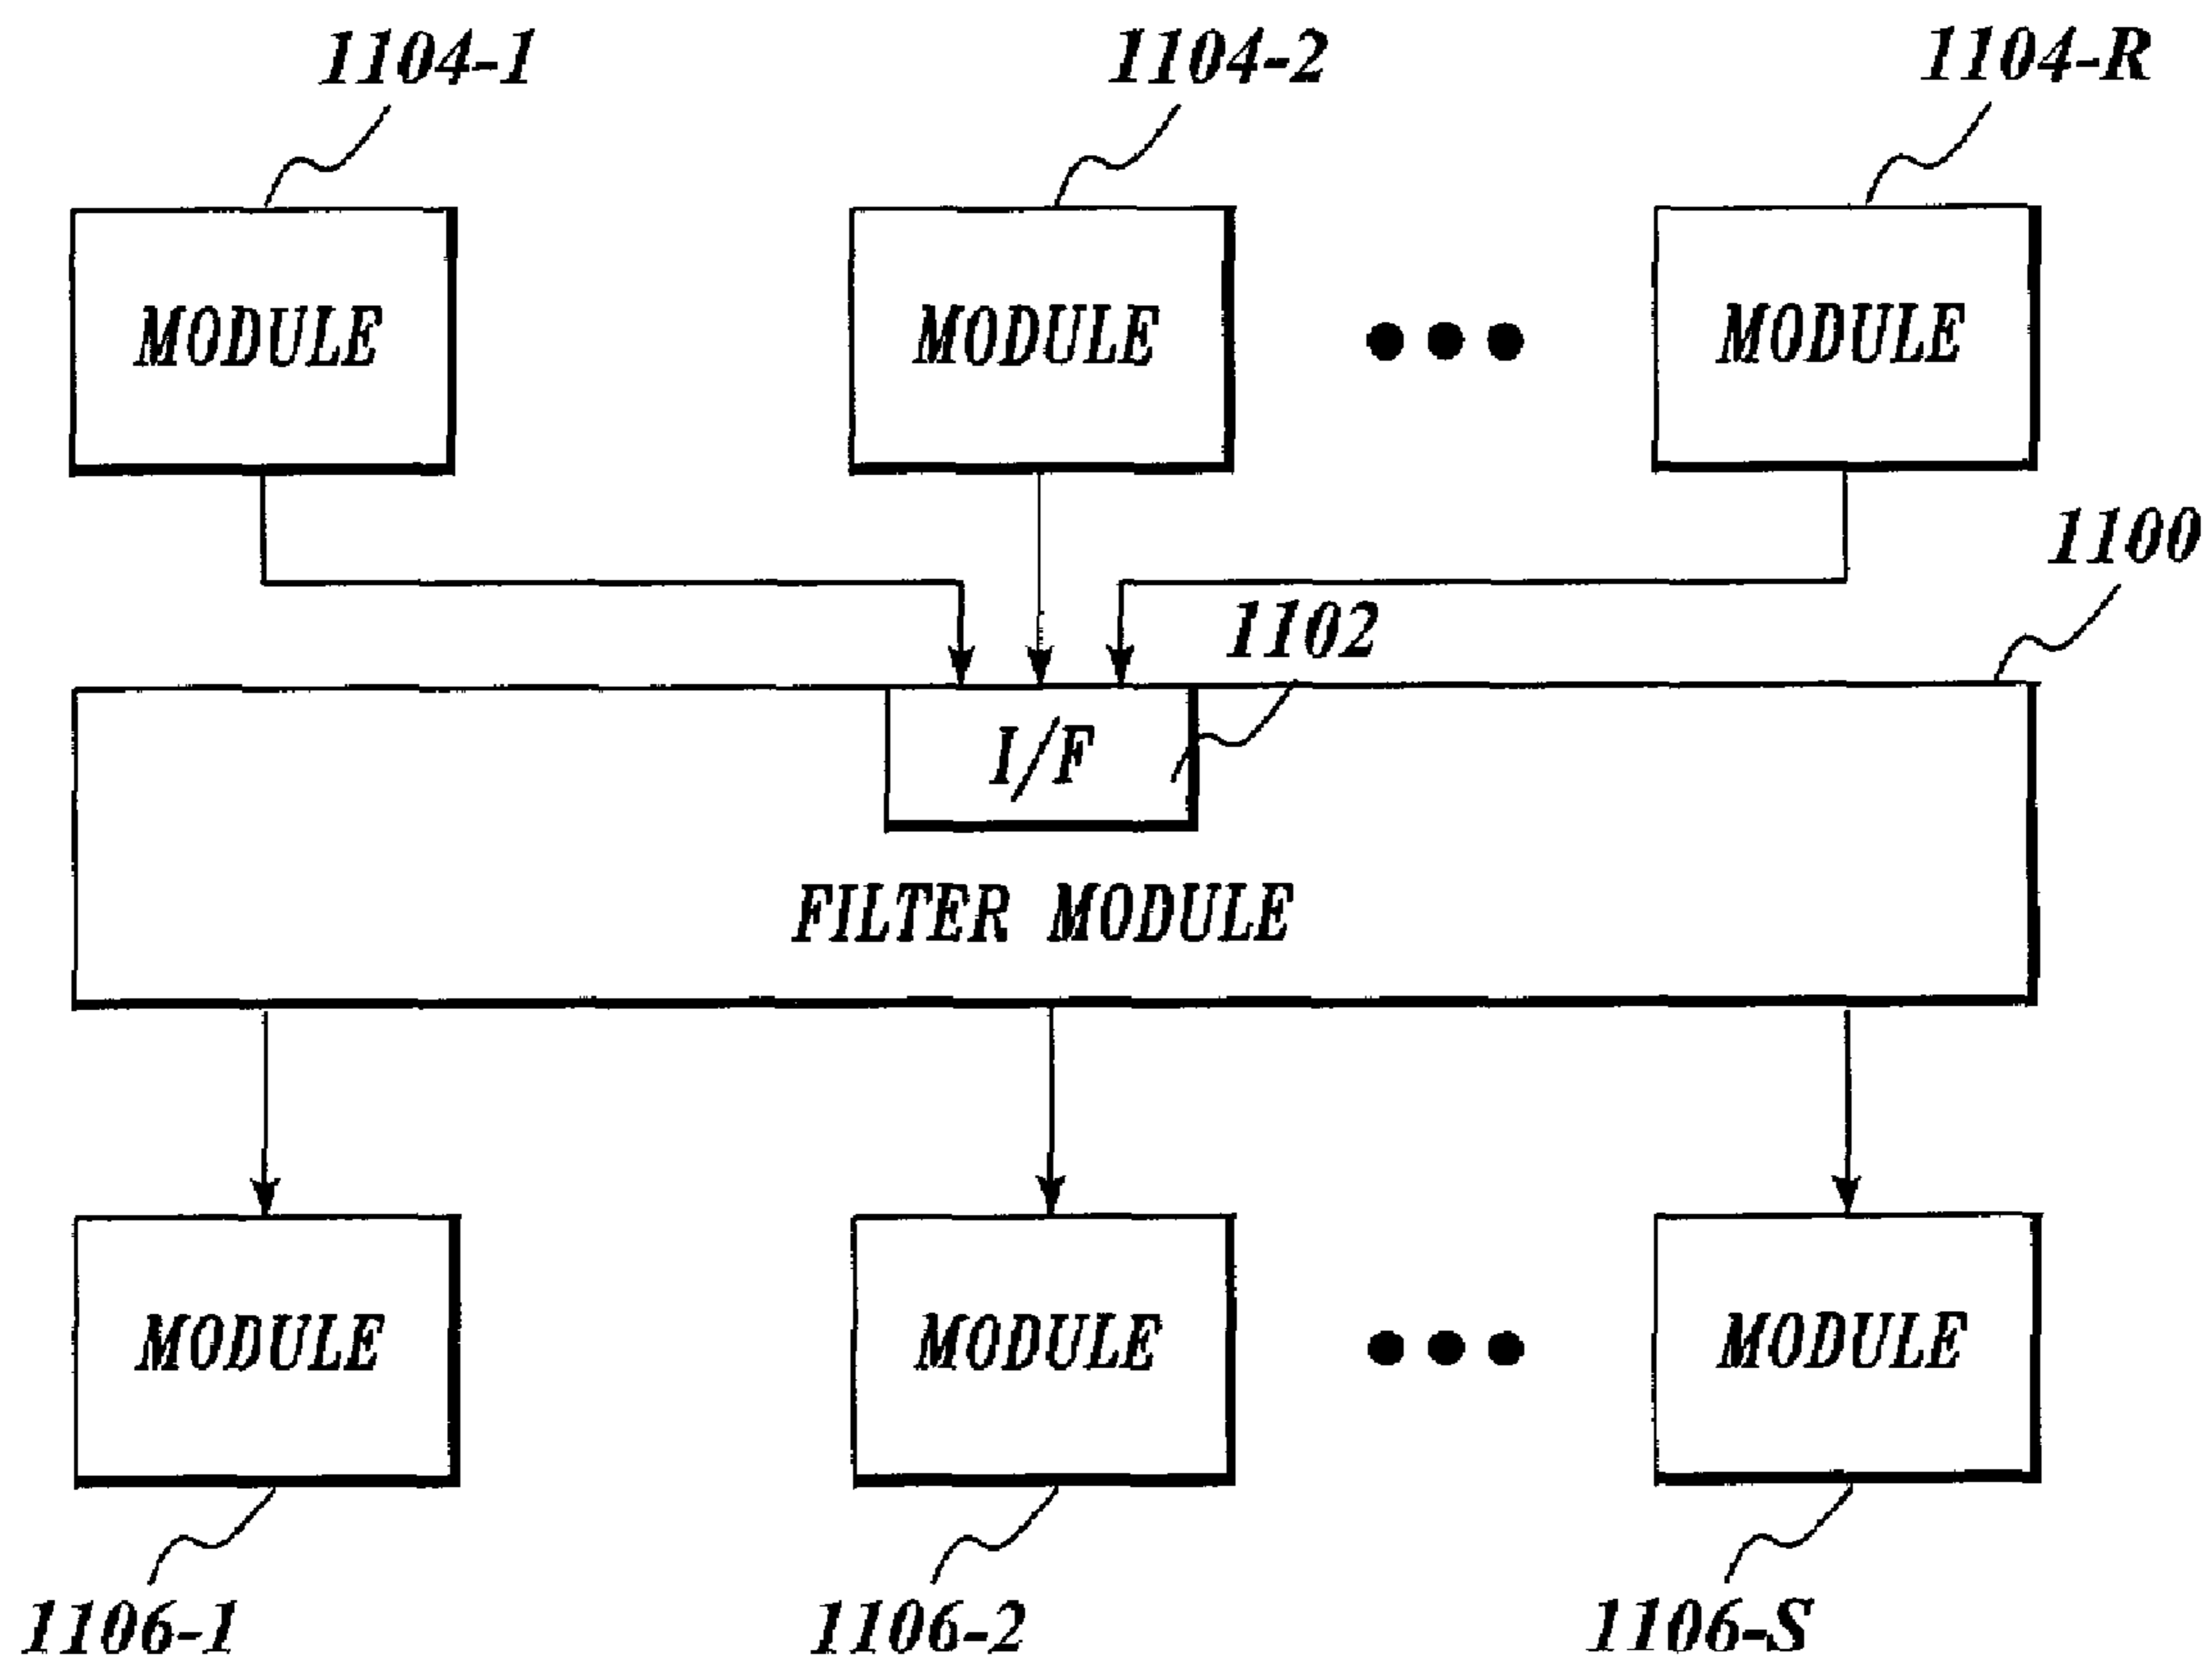 1104-1 1104-2 1104-R
MODULE MODULE MODULE
1100
1102
I/F
FILTER MODULE
MODULE MODULE MODULE
1106-1 1106-2 1106-S